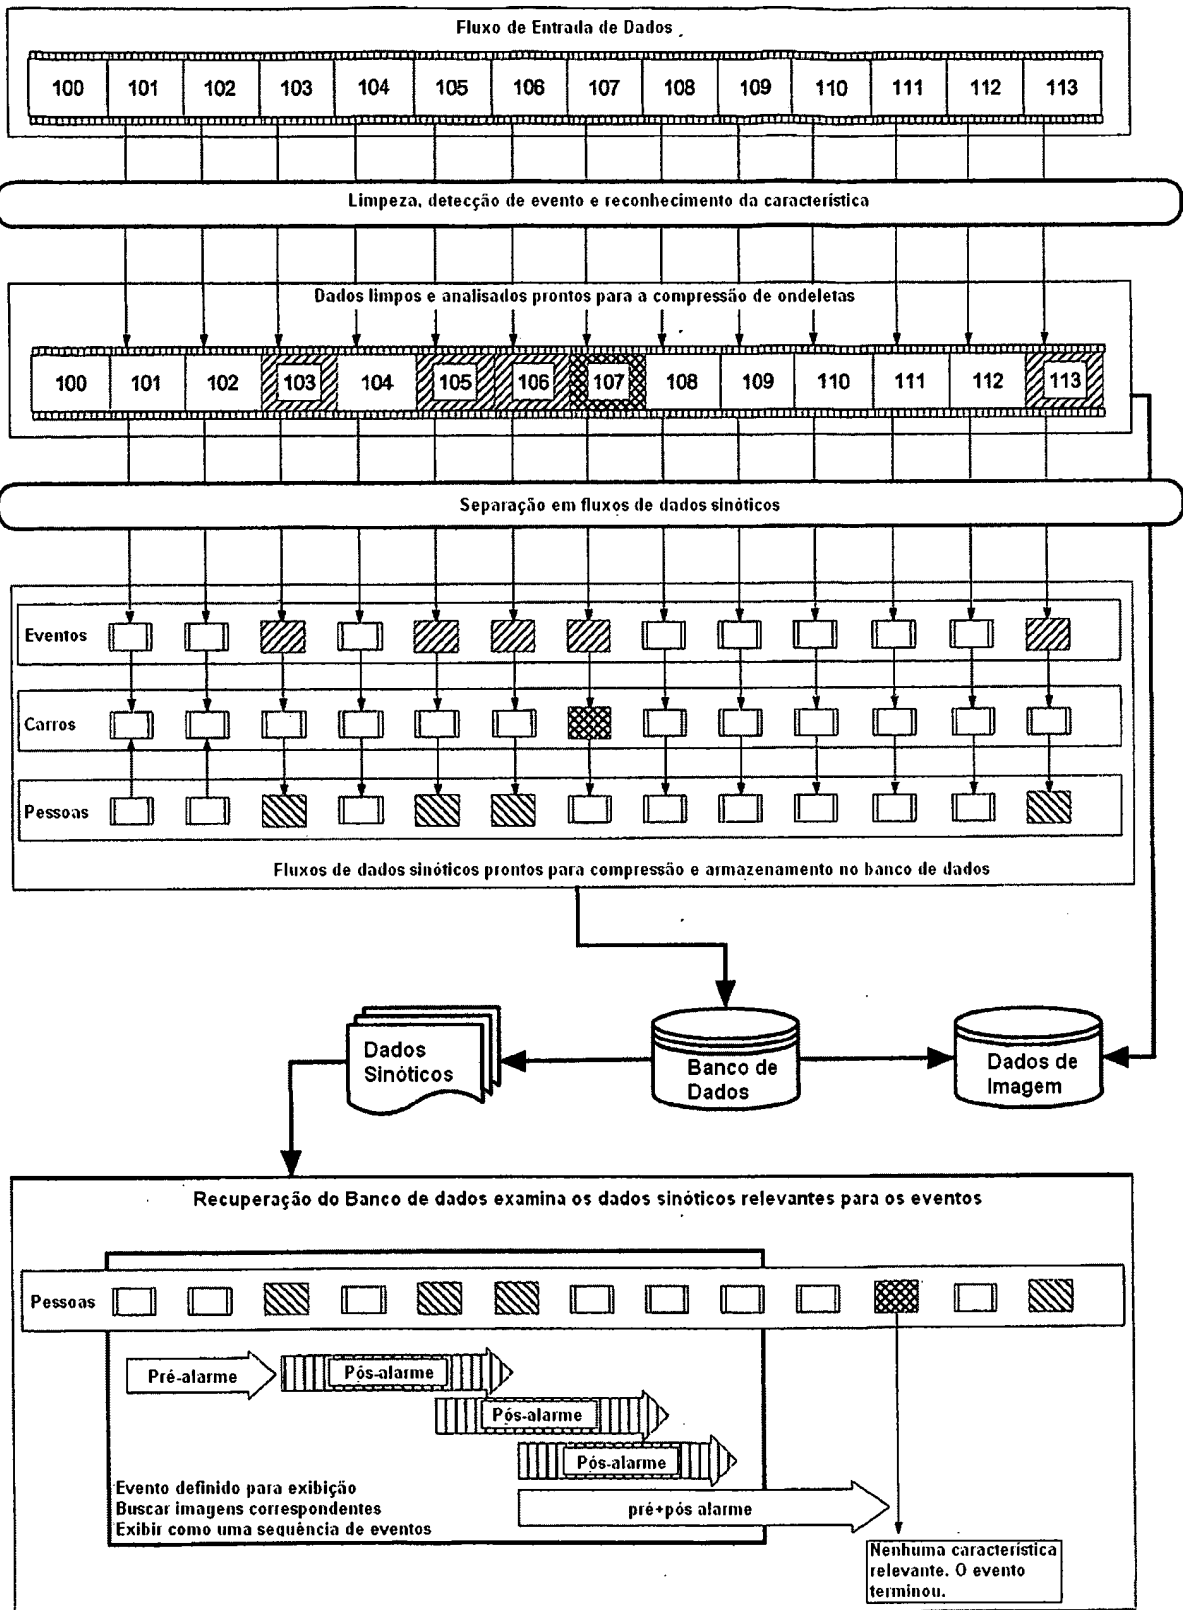 Fluxo de Entrada de Dados
100 101 102 103 104 105 106 107 108 109 110 111 112 113
Limpeza, detecção de evento e reconhecimento da característica
Dados limpos e analisados prontos para a compressão de ondeletas
100 101 102 103 104 105 106 107 108 109 110 111 112 113
Separação em fluxos de dados sinóticos
Eventos
Carros
Pessoas
Fluxos de dados sinóticos prontos para compressão e armazenamento no banco de dados
Dados
Sinóticos
Banco de
Dados
Dados de
Imagem
Recuperação do Banco de dados examina os dados sinóticos relevantes para os eventos
Pessoas
Pré-alarme
Pós-alarme
Pós-alarme
Pós-alarme
Evento definido para exibição
Buscar imagens correspondentes
Exibir como uma sequência de eventos
pré+pós alarme
Nenhuma característica
relevante. O evento
terminou.